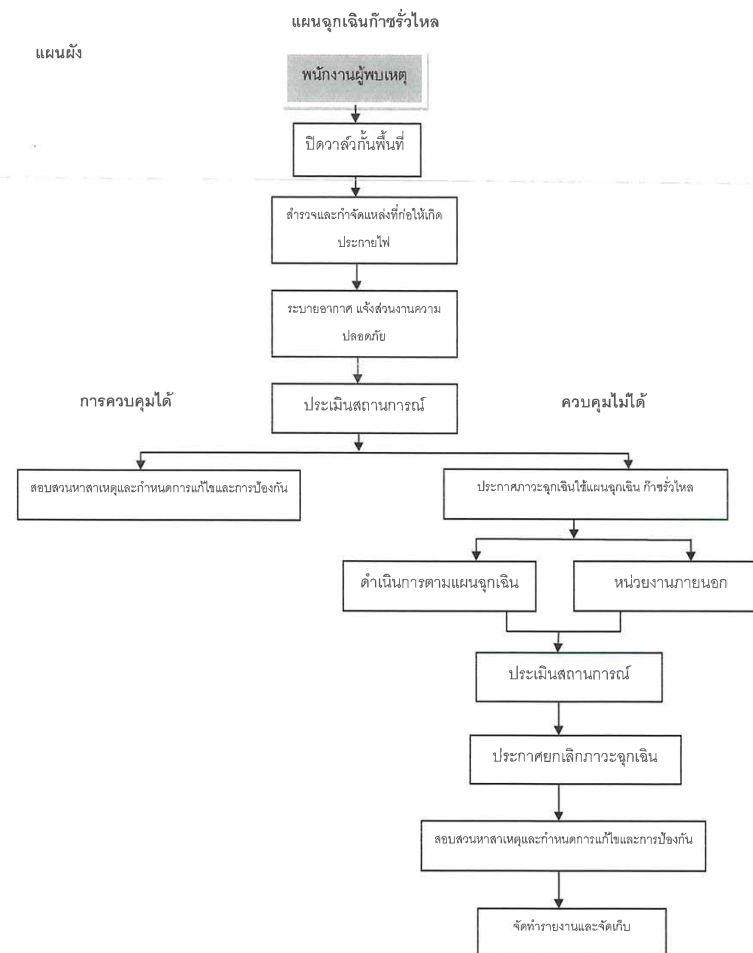 แผนฉุกเฉินก๊าซรั่วไหล
แผนผัง
พนักงานผู้พบเหตุ
ปิดวาล์วกั้นพื้นที่
สำรวจและกำจัดแหล่งที่ก่อให้เกิด
ประกายไฟ
ระบายอากาศ แจ้งส่วนงานความ
ปลอดภัย
การควบคุมได้
ประเมินสถานการณ์
ควบคุมไม่ได้
สอบสวนหาสาเหตุและกำหนดการแก้ไขและการป้องกัน
ประกาศภาวะฉุกเฉินใช้แผนฉุกเฉิน ก๊าซรั่วไหล
ดำเนินการตามแผนฉุกเฉิน
หน่วยงานภายนอก
ประเมินสถานการณ์
ประกาศยกเลิกภาวะฉุกเฉิน
สอบสวนหาสาเหตุและกำหนดการแก้ไขและการป้องกัน
จัดทำรายงานและจัดเก็บ